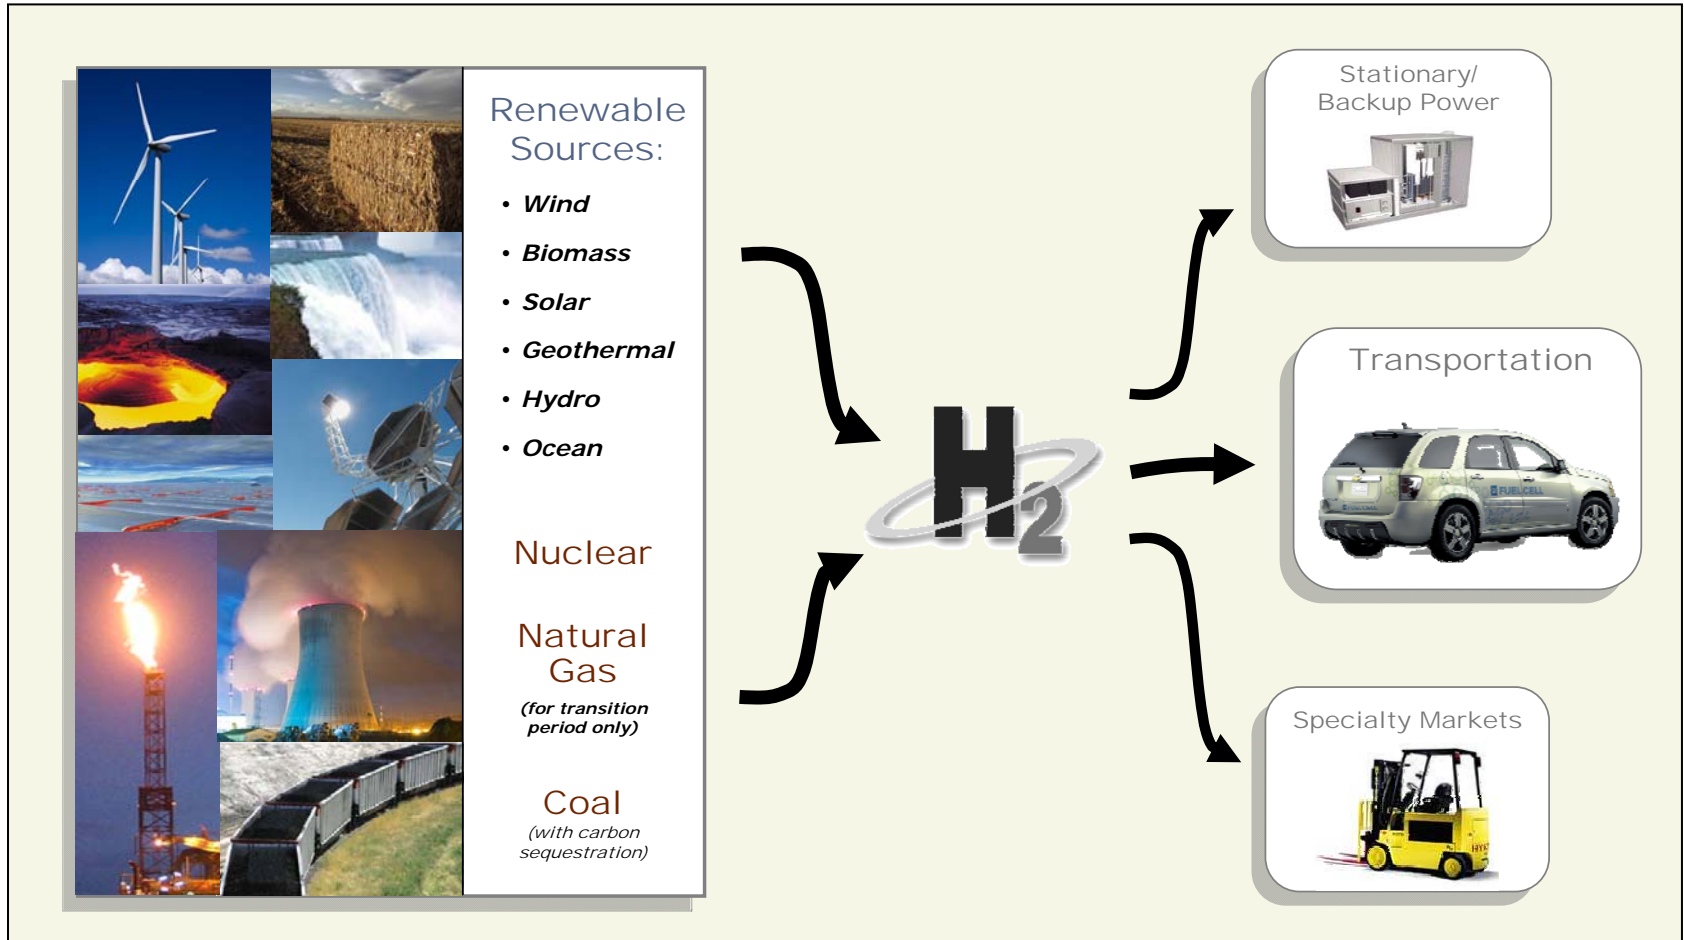 Renewable
Sources:
• Wind
• Biomass
• Solar
• Geothermal
• Hydro
• Ocean
Nuclear
Natural
Gas
(for transition
period only)
Coal
(with carbon
sequestration)
H2
Stationary/
Backup Power
Transportation
FUELCELL
Specialty Markets